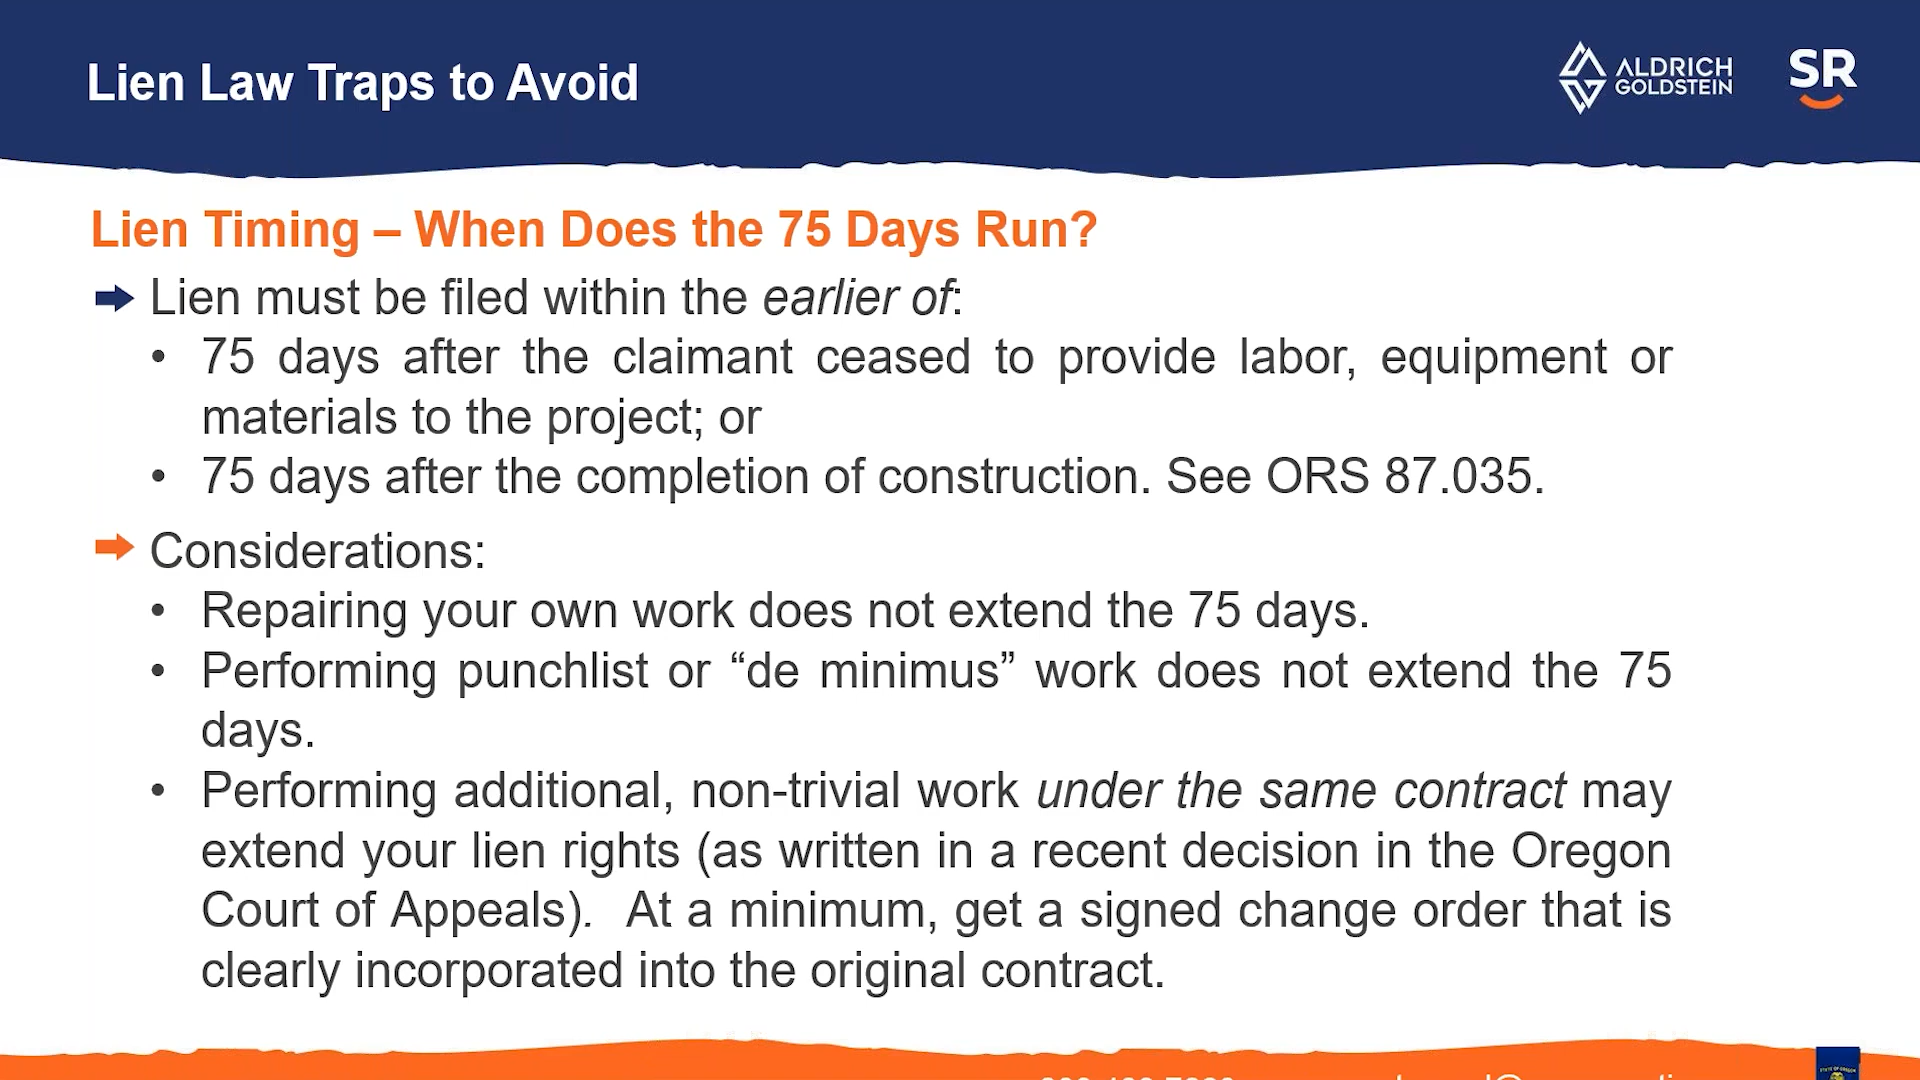 Lien Law Traps to Avoid
ALDRICH
GOLDSTEIN
SR
Lien Timing – When Does the 75 Days Run?
Lien must be filed within the earlier of:
• 75 days after the claimant ceased to provide labor, equipment or
materials to the project; or
• 75 days after the completion of construction. See ORS 87.035.
Considerations:
• Repairing your own work does not extend the 75 days.
• Performing punchlist or “de minimus” work does not extend the 75
days.
• Performing additional, non-trivial work under the same contract may
extend your lien rights (as written in a recent decision in the Oregon
Court of Appeals).  At a minimum, get a signed change order that is
clearly incorporated into the original contract.
STATE OF OREGON